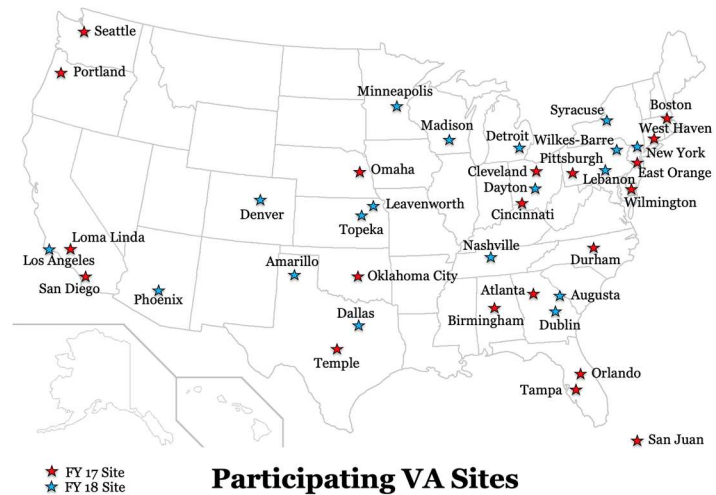 Seattle
Portland
Minneapolis
Madison
Detroit
Syracuse
Boston
West Haven
Wilkes-Barre
New York
Pittsburgh
East Orange
Lebanon
Wilmington
Cleveland
Dayton
Cincinnati
Omaha
Leavenworth
Topeka
Denver
Loma Linda
Los Angeles
San Diego
Phoenix
Amarillo
Oklahoma City
Nashville
Durham
Dallas
Temple
Atlanta
Augusta
Birmingham
Dublin
Orlando
Tampa
San Juan
FY 17 Site
FY 18 Site
Participating VA Sites